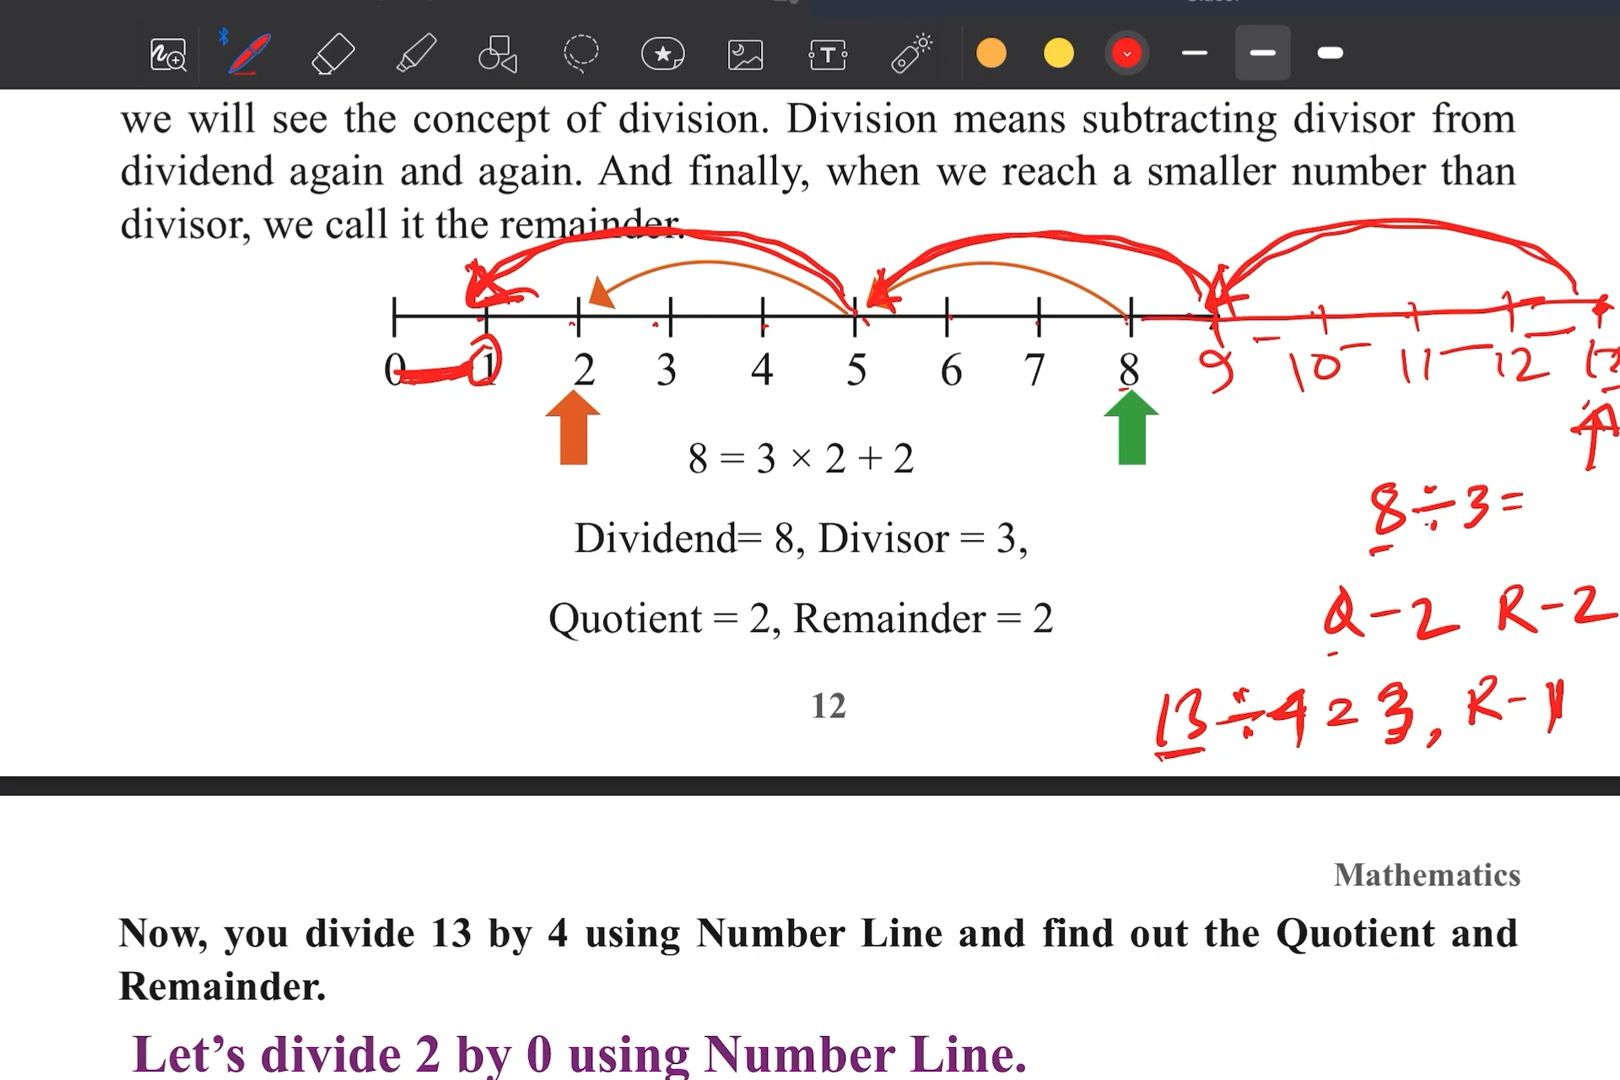 we will see the concept of division. Division means subtracting divisor from
dividend again and again. And finally, when we reach a smaller number than
divisor, we call it the remainder.
0 1 2 3 4 5 6 7 8 9 10 11 12 13
8 = 3 × 2 + 2
8÷3=
Dividend= 8, Divisor = 3,
Quotient = 2, Remainder = 2
Q-2 R-2
12
13÷4=3, R-1
Mathematics
Now, you divide 13 by 4 using Number Line and find out the Quotient and
Remainder.
Let’s divide 2 by 0 using Number Line.